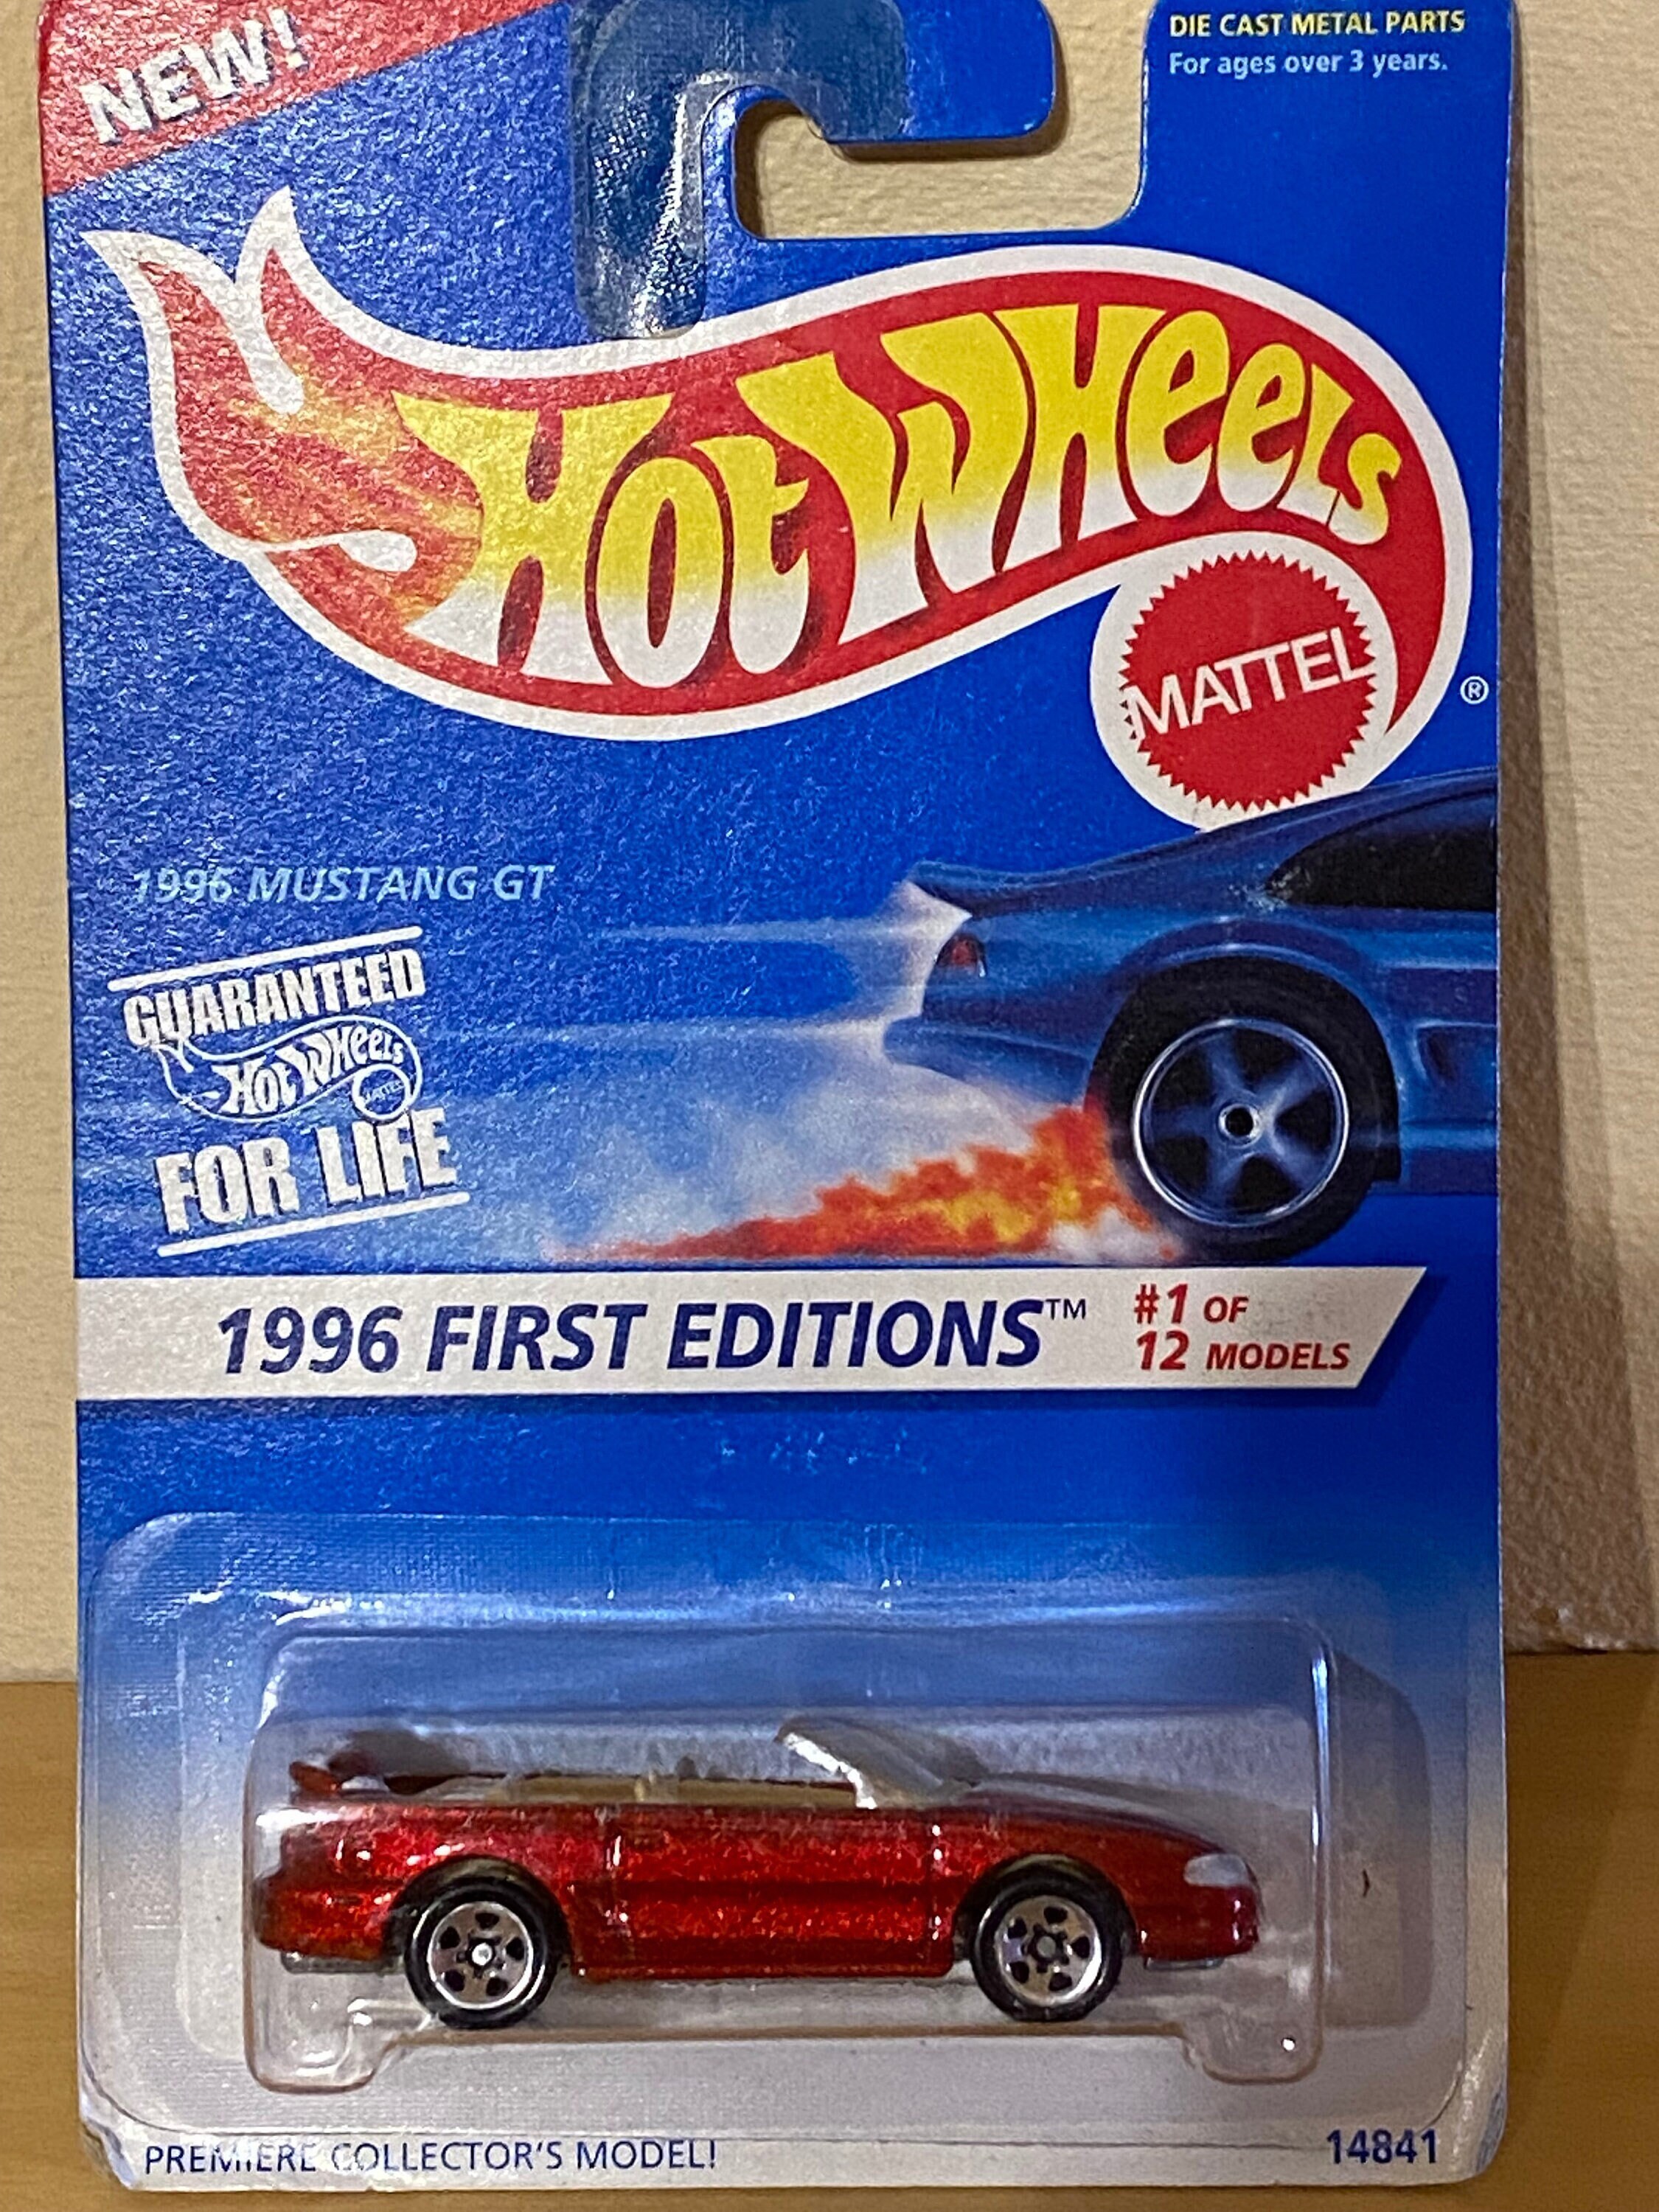 NEW!
DIE CAST METAL PARTS
For ages over 3 years.
HOT WHEELS
MATTEL
®
1996 MUSTANG GT
GUARANTEED
HOT WHEELS
MATTEL
FOR LIFE
1996 FIRST EDITIONS™
#1 OF
12 MODELS
PREMIERE COLLECTOR'S MODEL!
14841